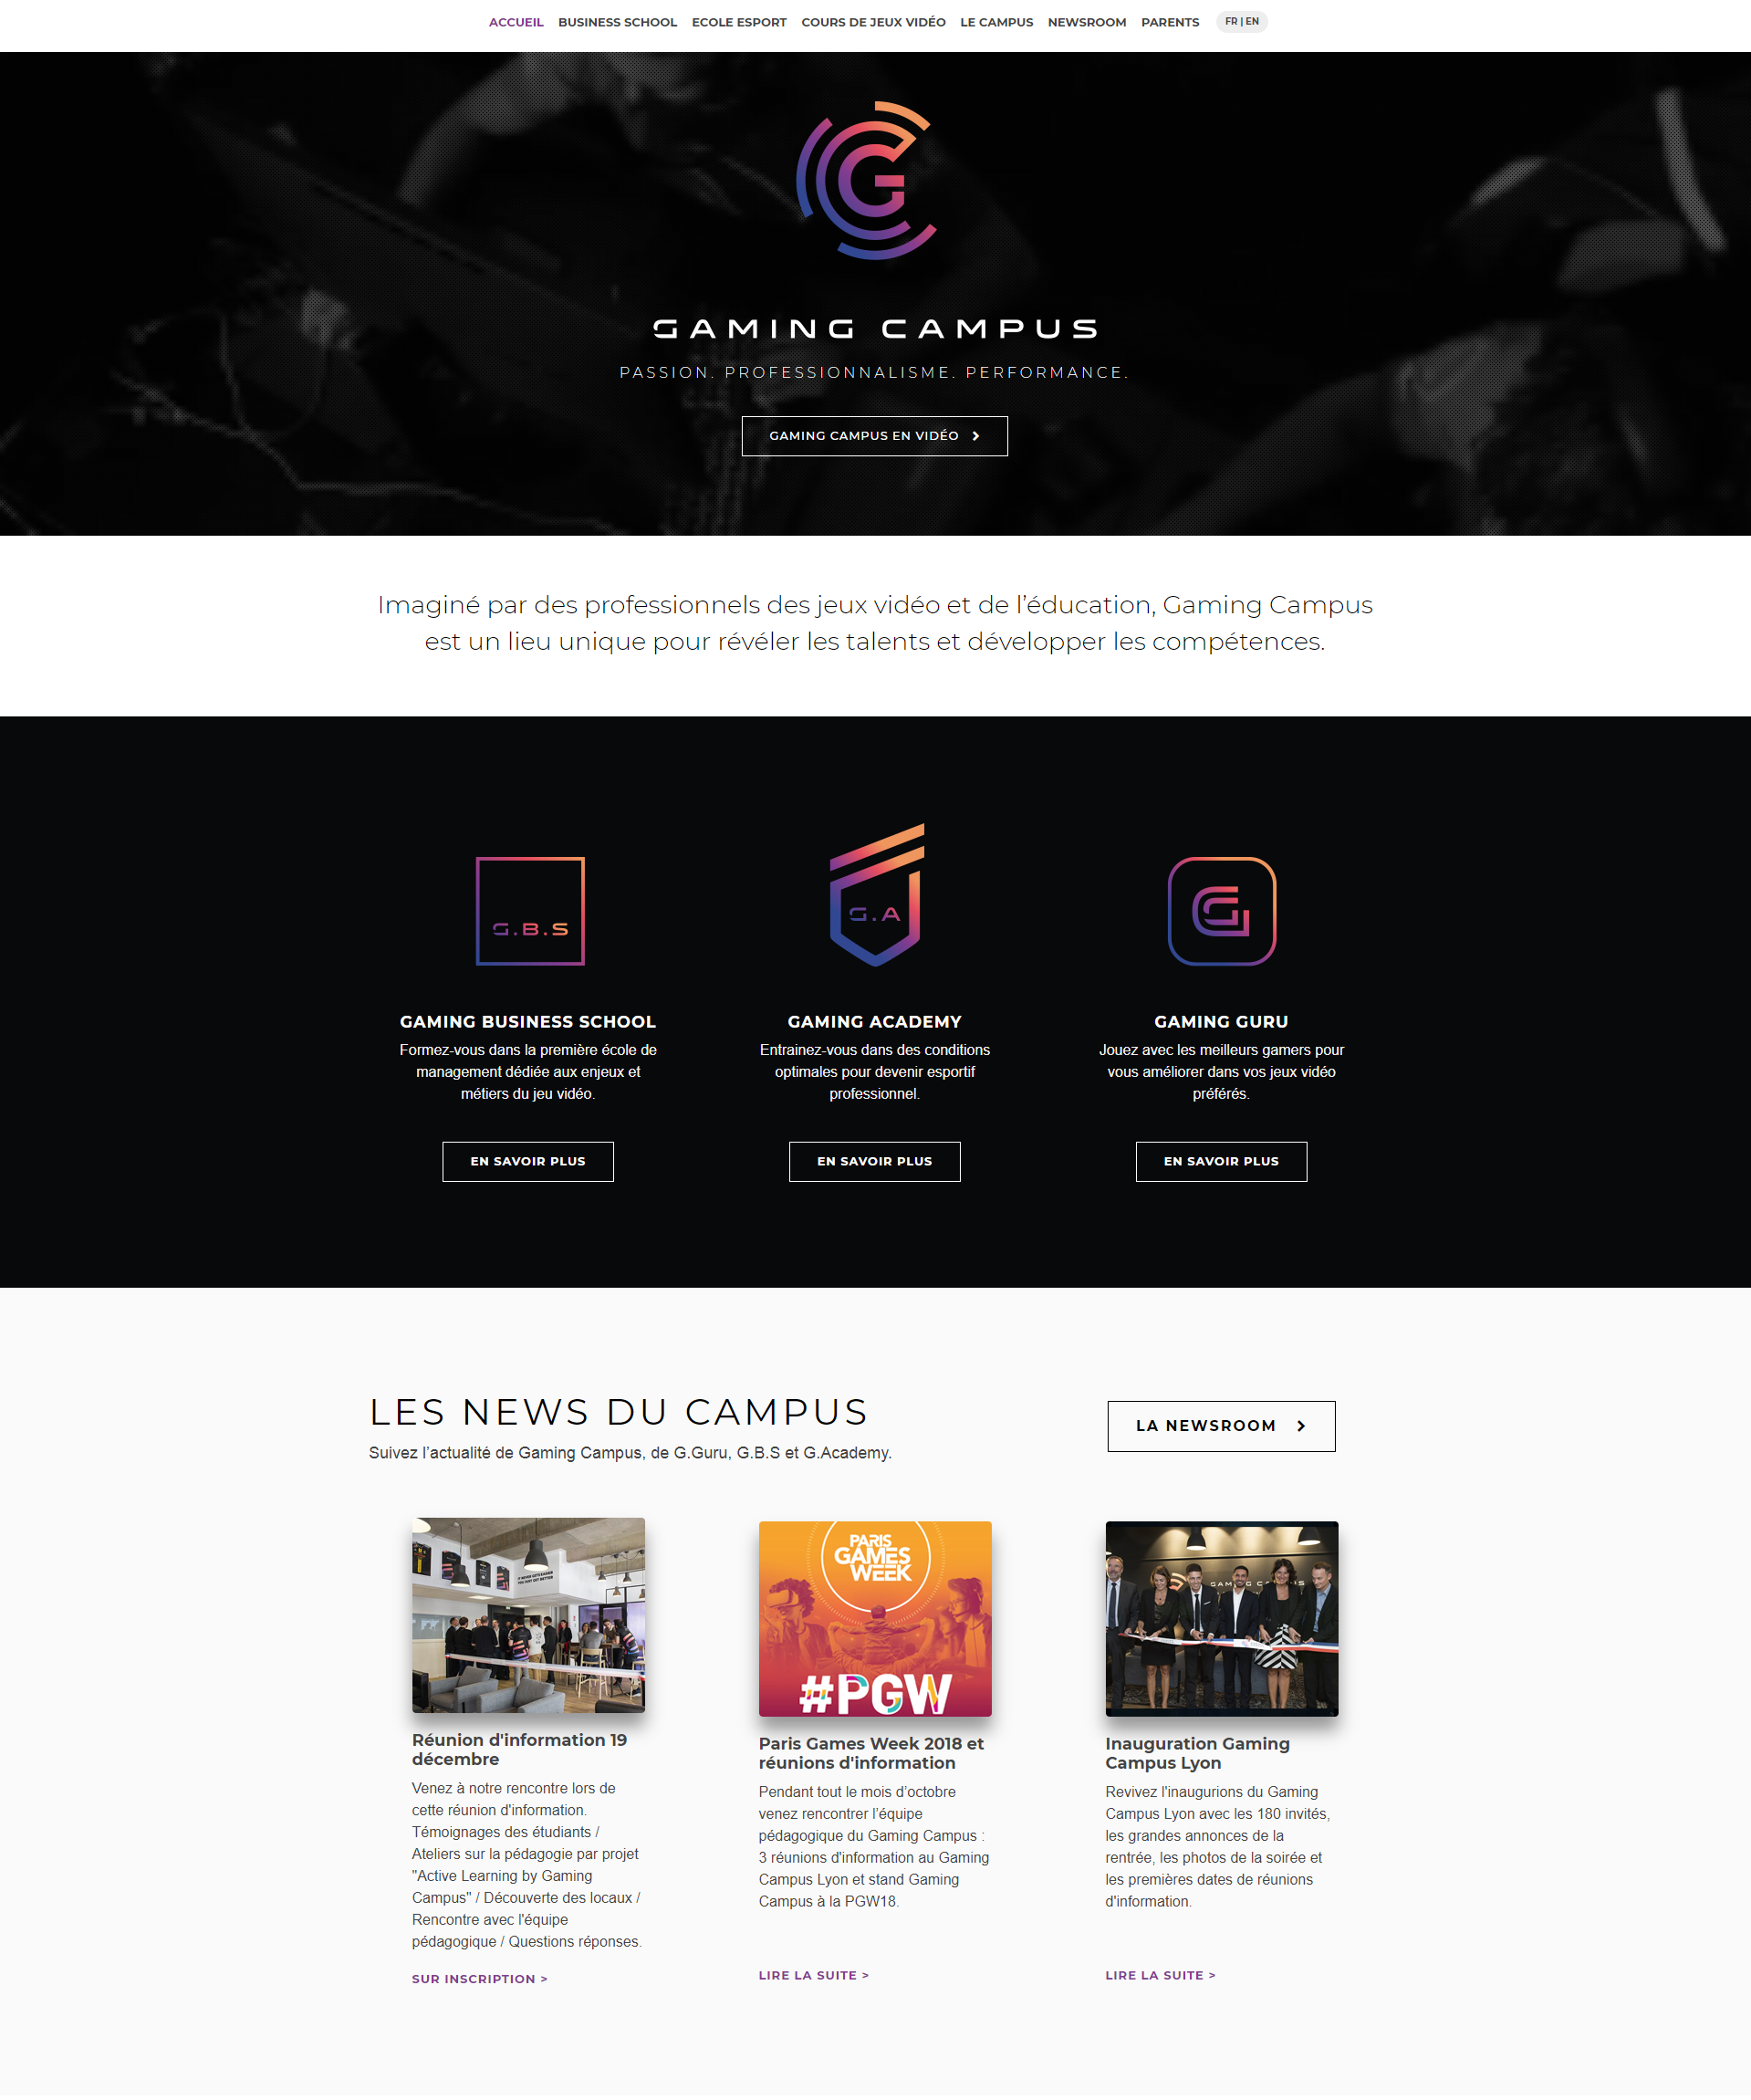 ACCUEIL BUSINESS SCHOOL ECOLE ESPORT COURS DE JEUX VIDÉO LE CAMPUS NEWSROOM PARENTS FR | EN
GAMING CAMPUS
PASSION. PROFESSIONNALISME. PERFORMANCE.
GAMING CAMPUS EN VIDÉO
Imaginé par des professionnels des jeux vidéo et de l’éducation, Gaming Campus
est un lieu unique pour révéler les talents et développer les compétences.
G.B.S
G.A
G
GAMING BUSINESS SCHOOL
Formez-vous dans la première école de
management dédiée aux enjeux et
métiers du jeu vidéo.
EN SAVOIR PLUS
GAMING ACADEMY
Entrainez-vous dans des conditions
optimales pour devenir esportif
professionnel.
EN SAVOIR PLUS
GAMING GURU
Jouez avec les meilleurs gamers pour
vous améliorer dans vos jeux vidéo
préférés.
EN SAVOIR PLUS
LES NEWS DU CAMPUS
Suivez l’actualité de Gaming Campus, de G.Guru, G.B.S et G.Academy.
LA NEWSROOM
Réunion d'information 19
décembre
Venez à notre rencontre lors de
cette réunion d'information.
Témoignages des étudiants /
Ateliers sur la pédagogie par projet
"Active Learning by Gaming
Campus" / Découverte des locaux /
Rencontre avec l'équipe
pédagogique / Questions réponses.
SUR INSCRIPTION >
PARIS
GAMES
WEEK
#PGW
Paris Games Week 2018 et
réunions d'information
Pendant tout le mois d’octobre
venez rencontrer l’équipe
pédagogique du Gaming Campus :
3 réunions d'information au Gaming
Campus Lyon et stand Gaming
Campus à la PGW18.
LIRE LA SUITE >
GAMING CAMPUS
Inauguration Gaming
Campus Lyon
Revivez l'inaugurions du Gaming
Campus Lyon avec les 180 invités,
les grandes annonces de la
rentrée, les photos de la soirée et
les premières dates de réunions
d'information.
LIRE LA SUITE >